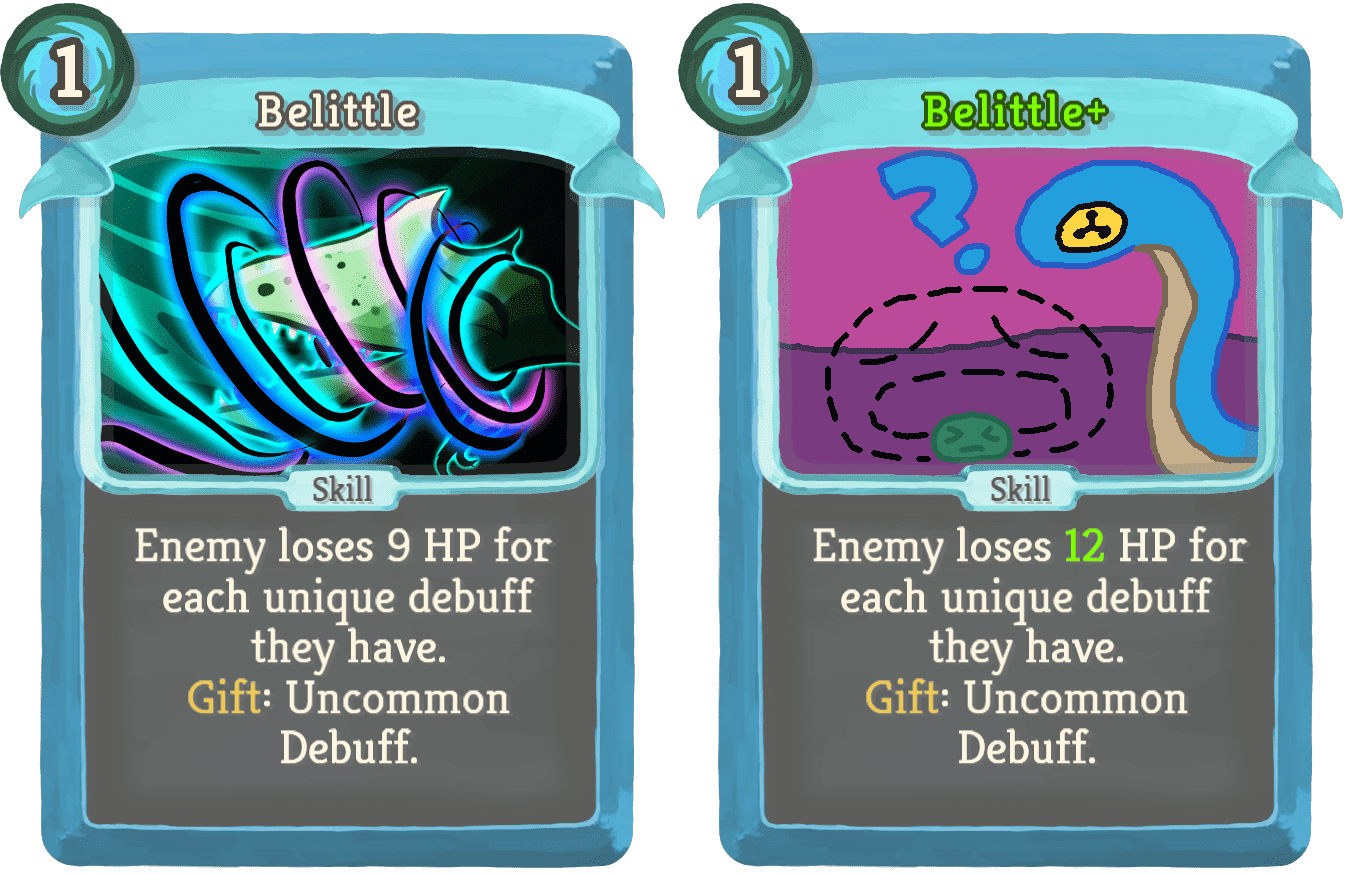 1
Belittle
Skill
Enemy loses 9 HP for
each unique debuff
they have.
Gift: Uncommon
Debuff.
1
Belittle+
?
Skill
Enemy loses 12 HP for
each unique debuff
they have.
Gift: Uncommon
Debuff.